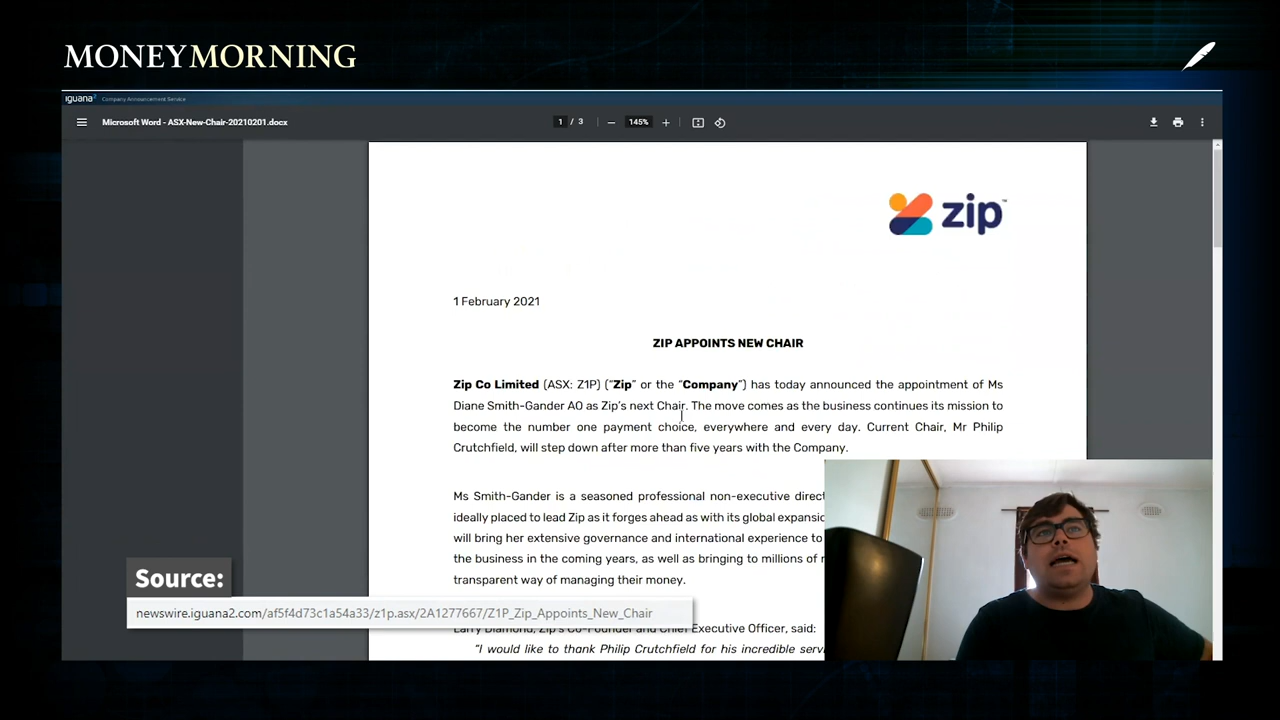 MONEYMORNING
iguana2 Company Announcement Service
Microsoft Word - ASX-New-Chair-20210201.docx
1 / 3
145%
zip™
1 February 2021
ZIP APPOINTS NEW CHAIR
Zip Co Limited (ASX: Z1P) (“Zip” or the “Company”) has today announced the appointment of Ms
Diane Smith-Gander AO as Zip’s next Chair. The move comes as the business continues its mission to
become the number one payment choice, everywhere and every day. Current Chair, Mr Philip
Crutchfield, will step down after more than five years with the Company.
Ms Smith-Gander is a seasoned professional non-executive direct
ideally placed to lead Zip as it forges ahead as with its global expansio
will bring her extensive governance and international experience to
the business in the coming years, as well as bringing to millions of
transparent way of managing their money.
Source:
newswire.iguana2.com/af5f4d73c1a54a33/z1p.asx/2A1277667/Z1P_Zip_Appoints_New_Chair
Larry Diamond, Zip’s Co-Founder and Chief Executive Officer, said:
“I would like to thank Philip Crutchfield for his incredible servi